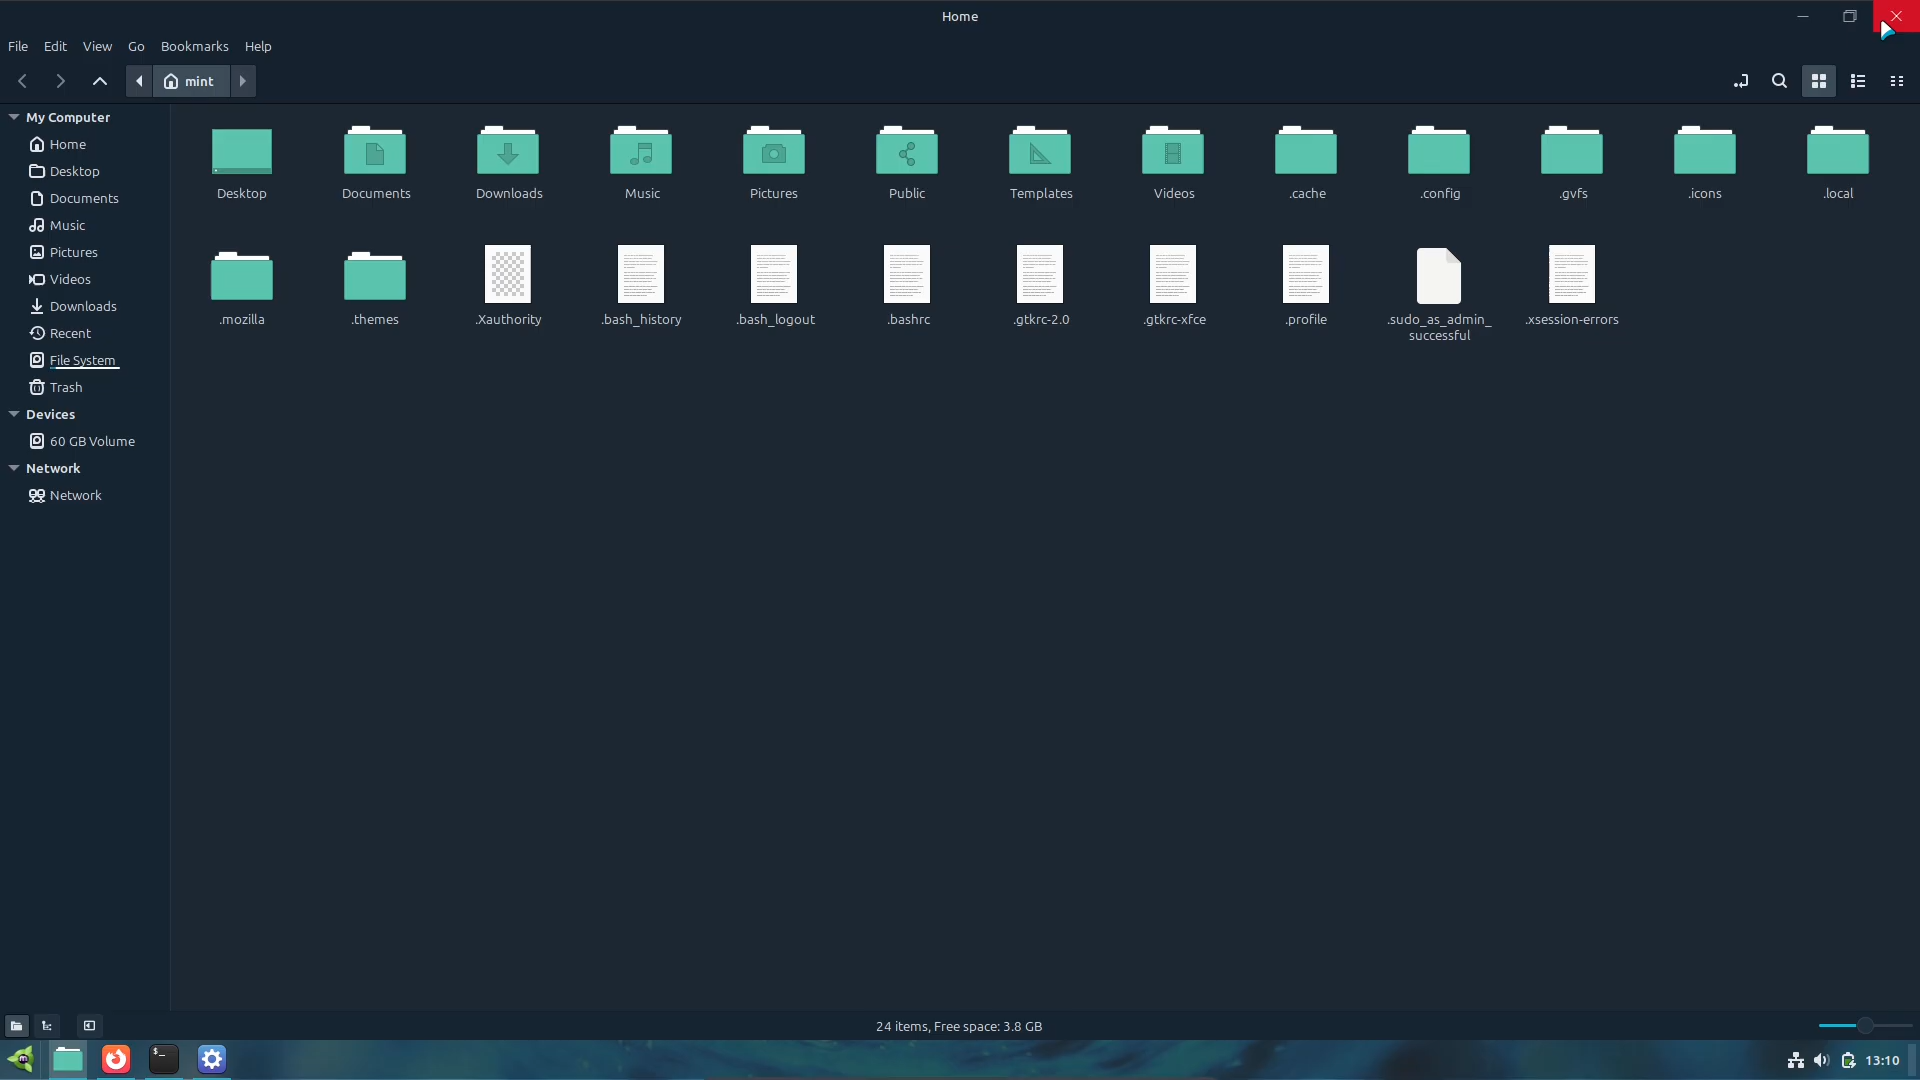 Home
File Edit View Go Bookmarks Help
mint
My Computer
Home
Desktop
Documents
Music
Pictures
Videos
Downloads
Recent
File System
Trash
Devices
60 GB Volume
Network
Network
Desktop Documents Downloads Music Pictures Public Templates Videos .cache .config .gvfs .icons .local
.mozilla .themes .Xauthority .bash_history .bash_logout .bashrc .gtkrc-2.0 .gtkrc-xfce .profile .sudo_as_admin_ .xsession-errors
successful
24 items, Free space: 3.8 GB
13:10